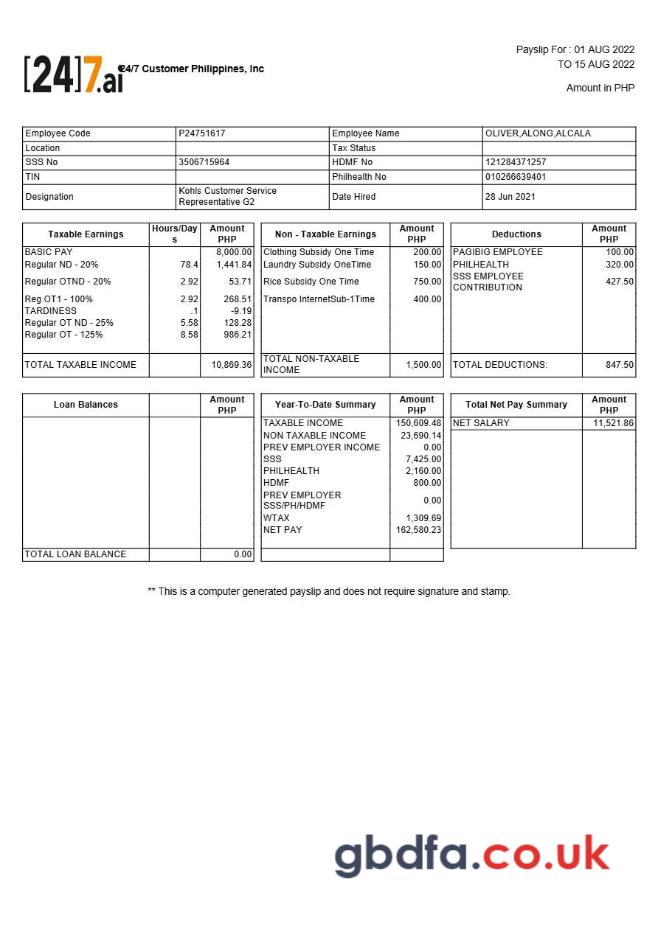 [24]7.ai 24/7 Customer Philippines, Inc
Payslip For : 01 AUG 2022
TO 15 AUG 2022
Amount in PHP
Employee Code P24751617 Employee Name OLIVER,ALONG,ALCALA
Location Tax Status
SSS No 3506715964 HDMF No 121284371257
TIN Philhealth No 010266639401
Designation Kohls Customer Service Representative G2 Date Hired 28 Jun 2021
Taxable Earnings Hours/Days Amount PHP
BASIC PAY 8,000.00
Regular ND - 20% 78.4 1,441.84
Regular OTND - 20% 2.92 53.71
Reg OT1 - 100% 2.92 268.51
TARDINESS .1 -9.19
Regular OT ND - 25% 5.58 128.28
Regular OT - 125% 8.58 986.21
TOTAL TAXABLE INCOME 10,869.36
Non - Taxable Earnings Amount PHP
Clothing Subsidy One Time 200.00
Laundry Subsidy OneTime 150.00
Rice Subsidy One Time 750.00
Transpo InternetSub-1Time 400.00
TOTAL NON-TAXABLE INCOME 1,500.00
Deductions Amount PHP
PAGIBIG EMPLOYEE 100.00
PHILHEALTH 320.00
SSS EMPLOYEE CONTRIBUTION 427.50
TOTAL DEDUCTIONS: 847.50
Loan Balances Amount PHP
TOTAL LOAN BALANCE 0.00
Year-To-Date Summary Amount PHP
TAXABLE INCOME 150,609.48
NON TAXABLE INCOME 23,690.14
PREV EMPLOYER INCOME 0.00
SSS 7,425.00
PHILHEALTH 2,160.00
HDMF 800.00
PREV EMPLOYER SSS/PH/HDMF 0.00
WTAX 1,309.69
NET PAY 162,580.23
Total Net Pay Summary Amount PHP
NET SALARY 11,521.86
** This is a computer generated payslip and does not require signature and stamp.
gbdfa.co.uk